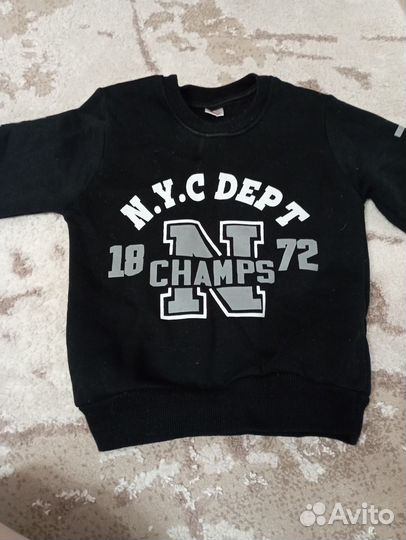 N.Y.C DEPT
18 N 72
CHAMPS
Avito